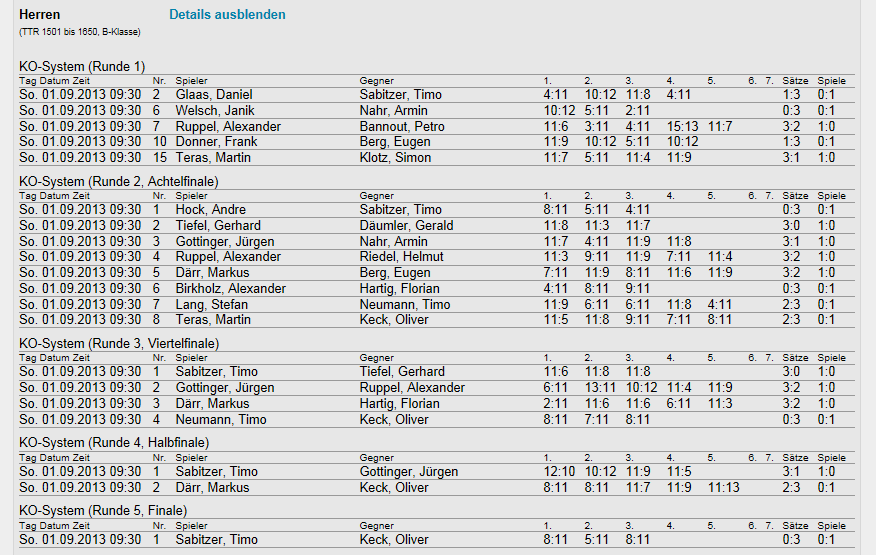 Herren Details ausblenden
(TTR 1501 bis 1650, B-Klasse)
KO-System (Runde 1)
Tag Datum Zeit Nr. Spieler Gegner 1. 2. 3. 4. 5. 6. 7. Sätze Spiele
So. 01.09.2013 09:30 2 Glaas, Daniel Sabitzer, Timo 4:11 10:12 11:8 4:11 1:3 0:1
So. 01.09.2013 09:30 6 Welsch, Janik Nahr, Armin 10:12 5:11 2:11 0:3 0:1
So. 01.09.2013 09:30 7 Ruppel, Alexander Bannout, Petro 11:6 3:11 4:11 15:13 11:7 3:2 1:0
So. 01.09.2013 09:30 10 Donner, Frank Berg, Eugen 11:9 10:12 5:11 10:12 1:3 0:1
So. 01.09.2013 09:30 15 Teras, Martin Klotz, Simon 11:7 5:11 11:4 11:9 3:1 1:0
KO-System (Runde 2, Achtelfinale)
Tag Datum Zeit Nr. Spieler Gegner 1. 2. 3. 4. 5. 6. 7. Sätze Spiele
So. 01.09.2013 09:30 1 Hock, Andre Sabitzer, Timo 8:11 5:11 4:11 0:3 0:1
So. 01.09.2013 09:30 2 Tiefel, Gerhard Däumler, Gerald 11:8 11:3 11:7 3:0 1:0
So. 01.09.2013 09:30 3 Gottinger, Jürgen Nahr, Armin 11:7 4:11 11:9 11:8 3:1 1:0
So. 01.09.2013 09:30 4 Ruppel, Alexander Riedel, Helmut 11:3 9:11 11:9 7:11 11:4 3:2 1:0
So. 01.09.2013 09:30 5 Därr, Markus Berg, Eugen 7:11 11:9 8:11 11:6 11:9 3:2 1:0
So. 01.09.2013 09:30 6 Birkholz, Alexander Hartig, Florian 4:11 8:11 9:11 0:3 0:1
So. 01.09.2013 09:30 7 Lang, Stefan Neumann, Timo 11:9 6:11 6:11 11:8 4:11 2:3 0:1
So. 01.09.2013 09:30 8 Teras, Martin Keck, Oliver 11:5 11:8 9:11 7:11 8:11 2:3 0:1
KO-System (Runde 3, Viertelfinale)
Tag Datum Zeit Nr. Spieler Gegner 1. 2. 3. 4. 5. 6. 7. Sätze Spiele
So. 01.09.2013 09:30 1 Sabitzer, Timo Tiefel, Gerhard 11:6 11:8 11:8 3:0 1:0
So. 01.09.2013 09:30 2 Gottinger, Jürgen Ruppel, Alexander 6:11 13:11 10:12 11:4 11:9 3:2 1:0
So. 01.09.2013 09:30 3 Därr, Markus Hartig, Florian 2:11 11:6 11:6 6:11 11:3 3:2 1:0
So. 01.09.2013 09:30 4 Neumann, Timo Keck, Oliver 8:11 7:11 8:11 0:3 0:1
KO-System (Runde 4, Halbfinale)
Tag Datum Zeit Nr. Spieler Gegner 1. 2. 3. 4. 5. 6. 7. Sätze Spiele
So. 01.09.2013 09:30 1 Sabitzer, Timo Gottinger, Jürgen 12:10 10:12 11:9 11:5 3:1 1:0
So. 01.09.2013 09:30 2 Därr, Markus Keck, Oliver 8:11 8:11 11:7 11:9 11:13 2:3 0:1
KO-System (Runde 5, Finale)
Tag Datum Zeit Nr. Spieler Gegner 1. 2. 3. 4. 5. 6. 7. Sätze Spiele
So. 01.09.2013 09:30 1 Sabitzer, Timo Keck, Oliver 8:11 5:11 8:11 0:3 0:1